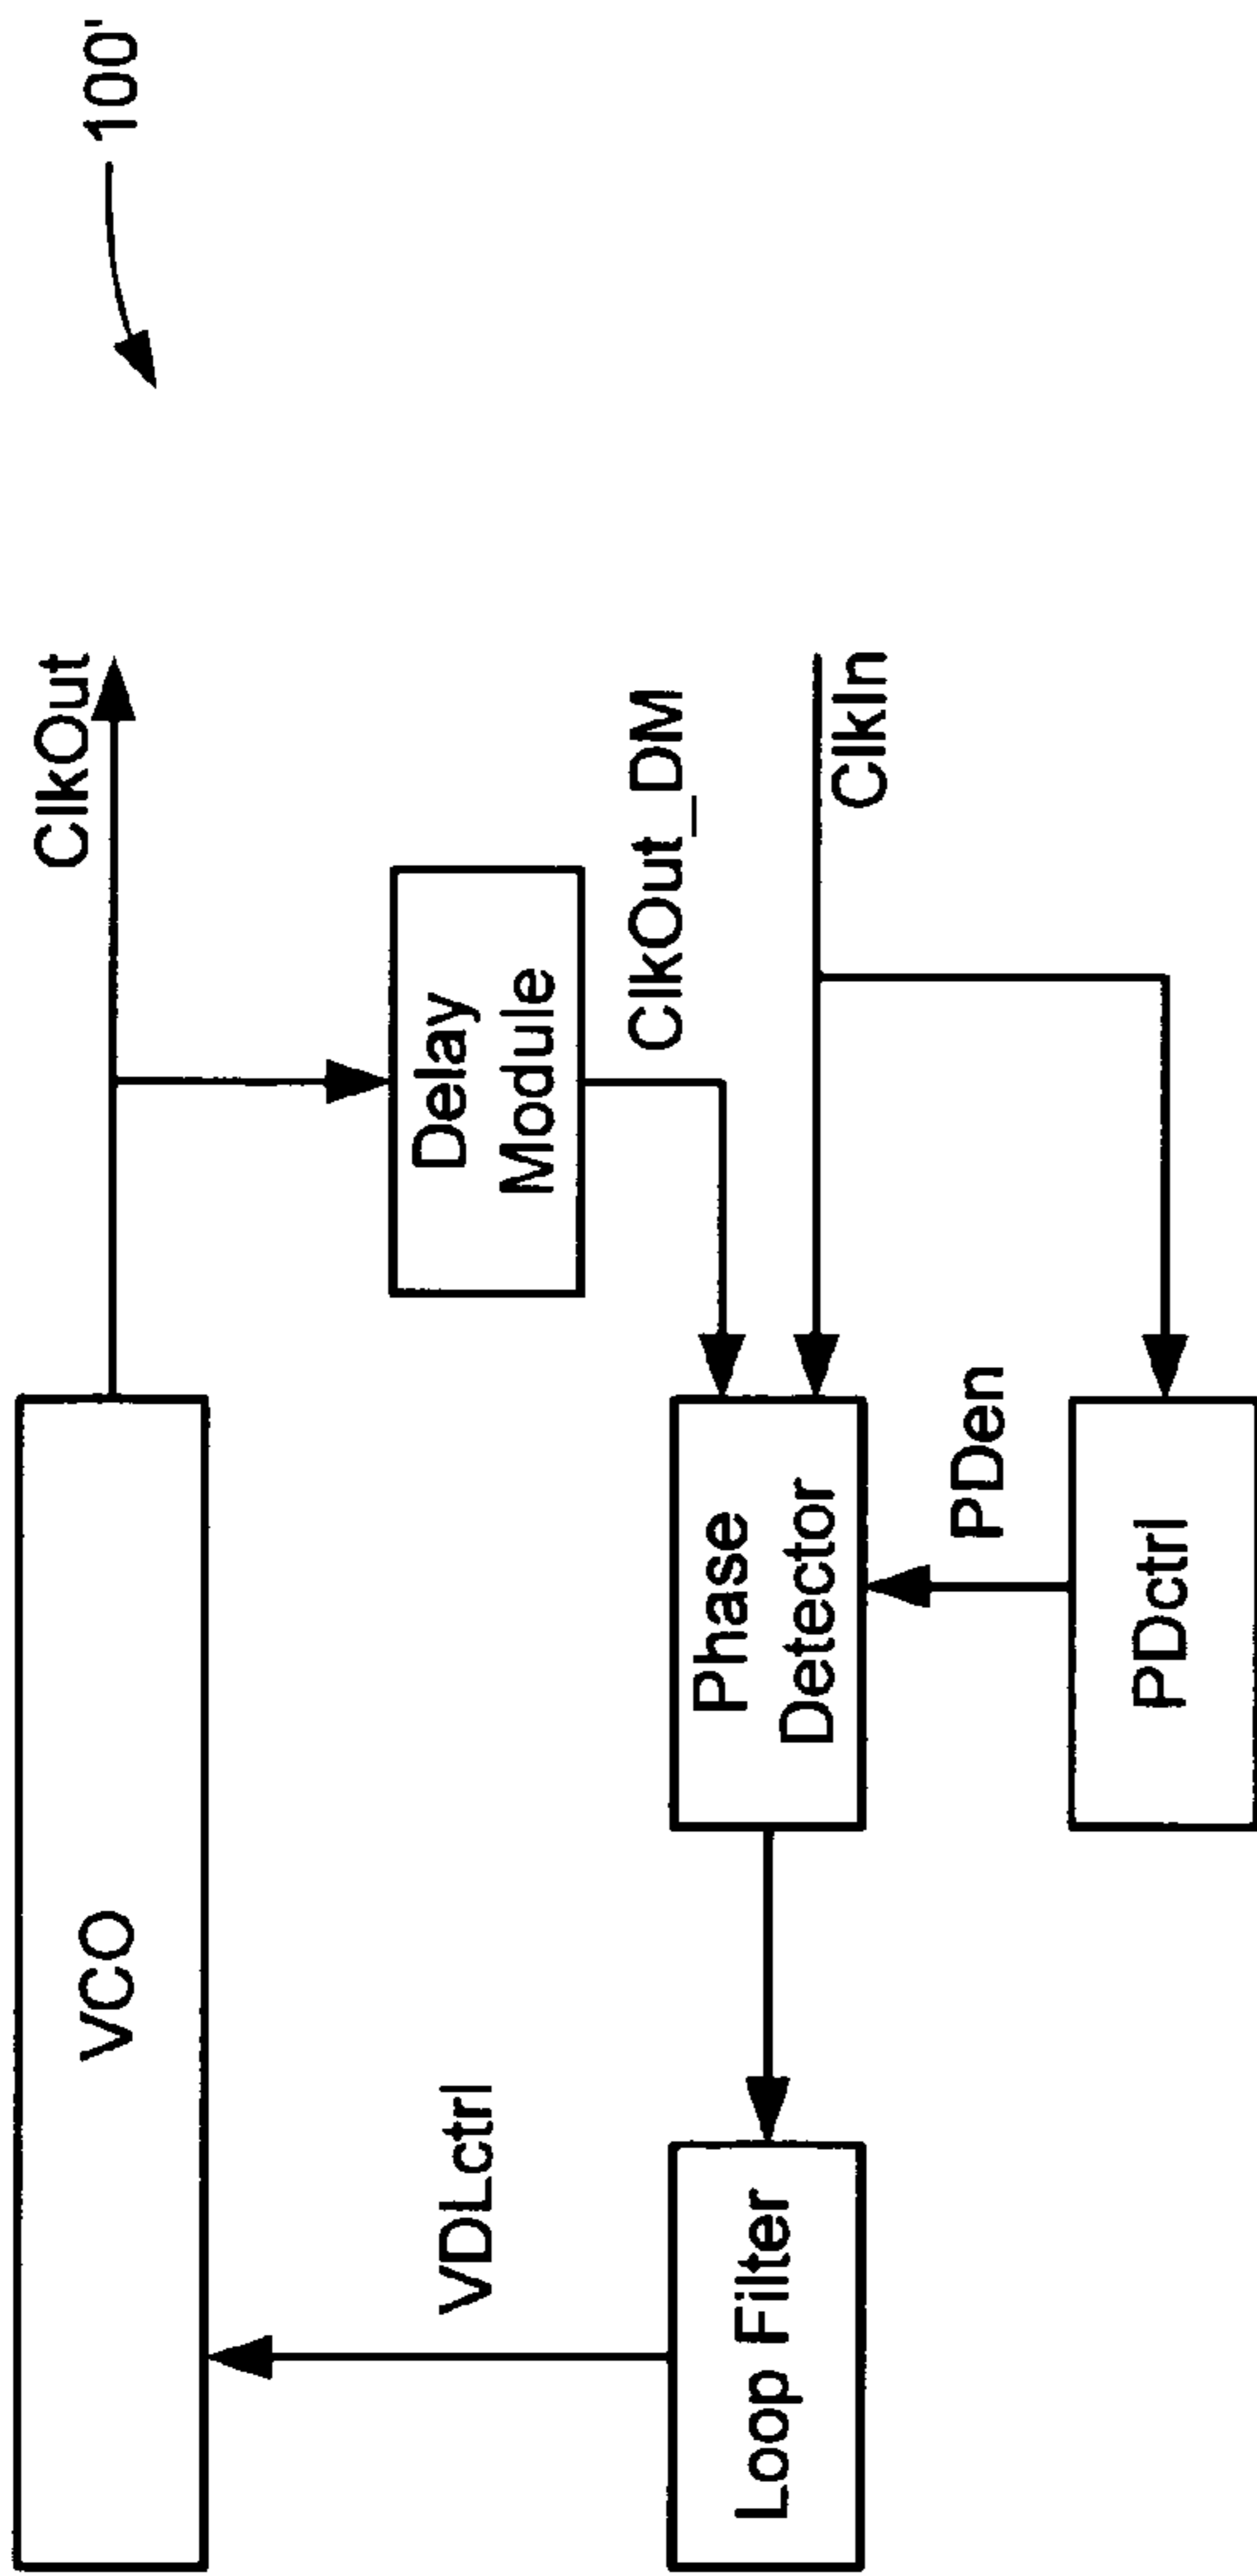 100'
ClkOut
VCO
Delay
Module
VDLctrl
ClkOut_DM
ClkIn
Phase
Detector
Loop Filter
PDen
PDctrl